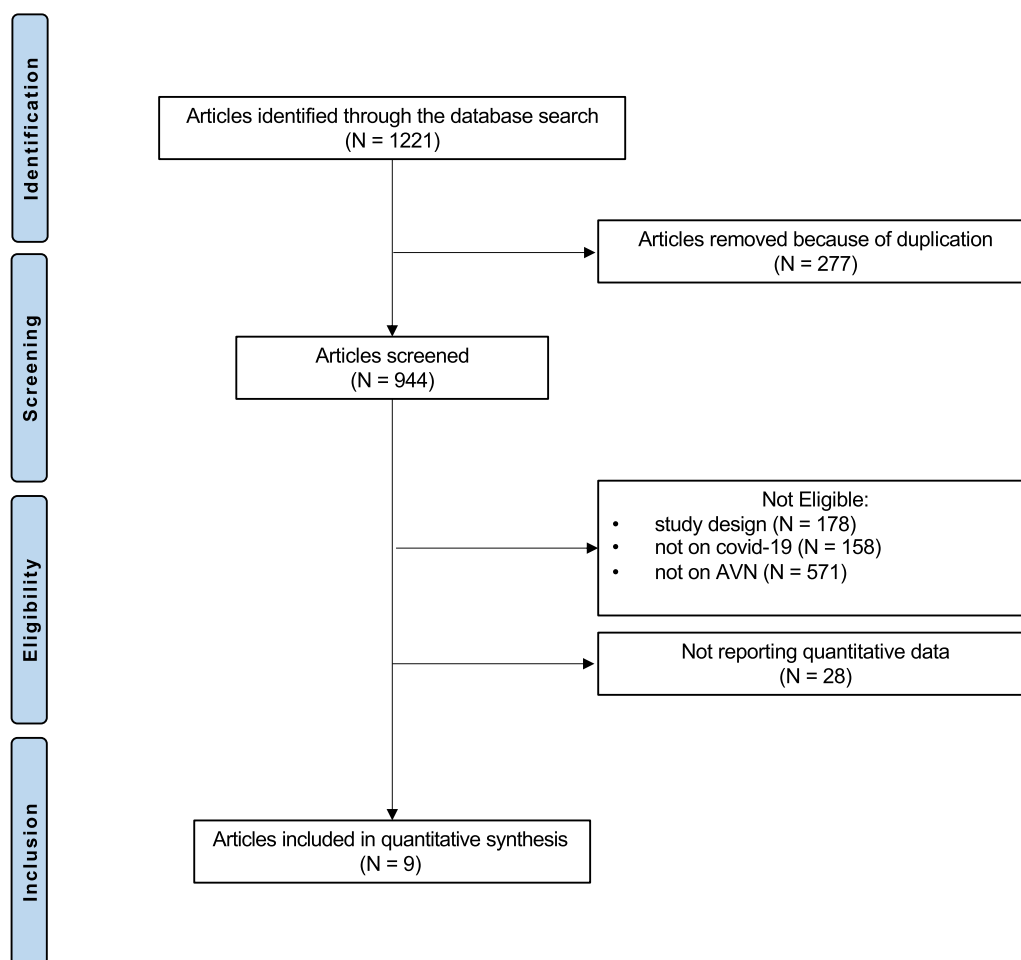 Identification
Articles identified through the database search
(N = 1221)
Articles removed because of duplication
(N = 277)
Screening
Articles screened
(N = 944)
Eligibility
Not Eligible:
• study design (N = 178)
• not on covid-19 (N = 158)
• not on AVN (N = 571)
Not reporting quantitative data
(N = 28)
Inclusion
Articles included in quantitative synthesis
(N = 9)